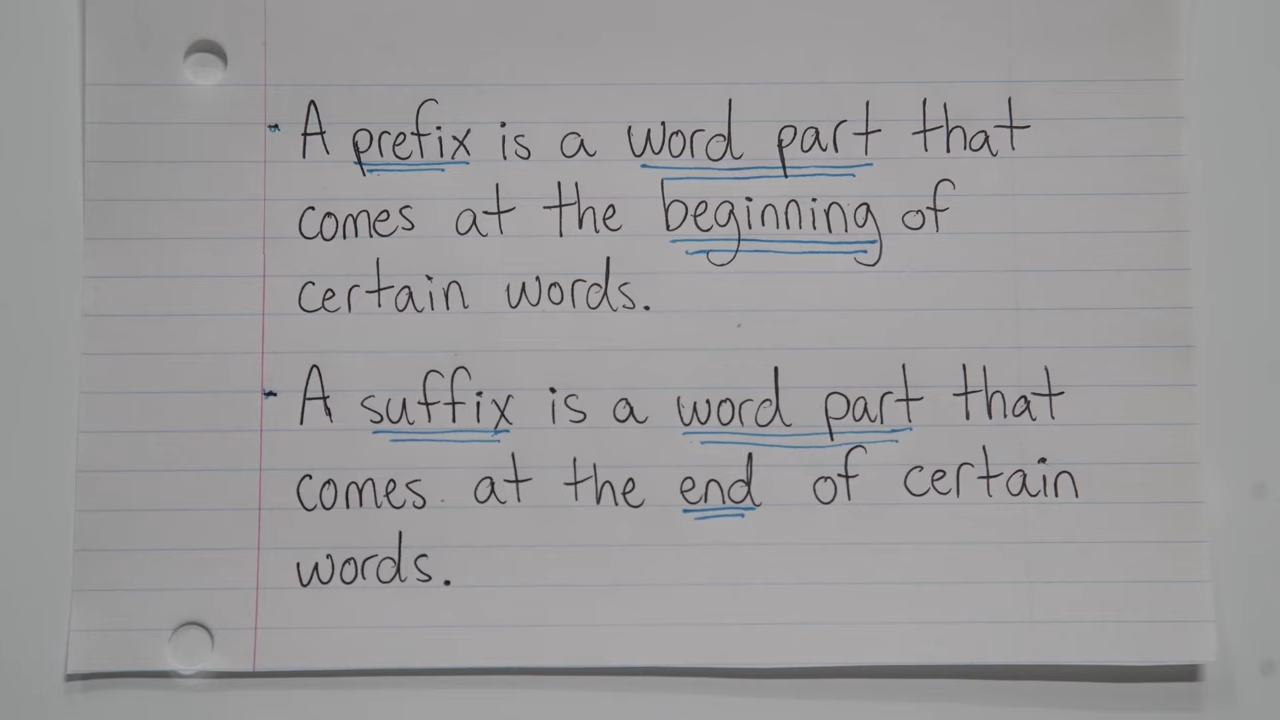 - A prefix is a word part that
comes at the beginning of
certain words.
- A suffix is a word part that
comes at the end of certain
words.